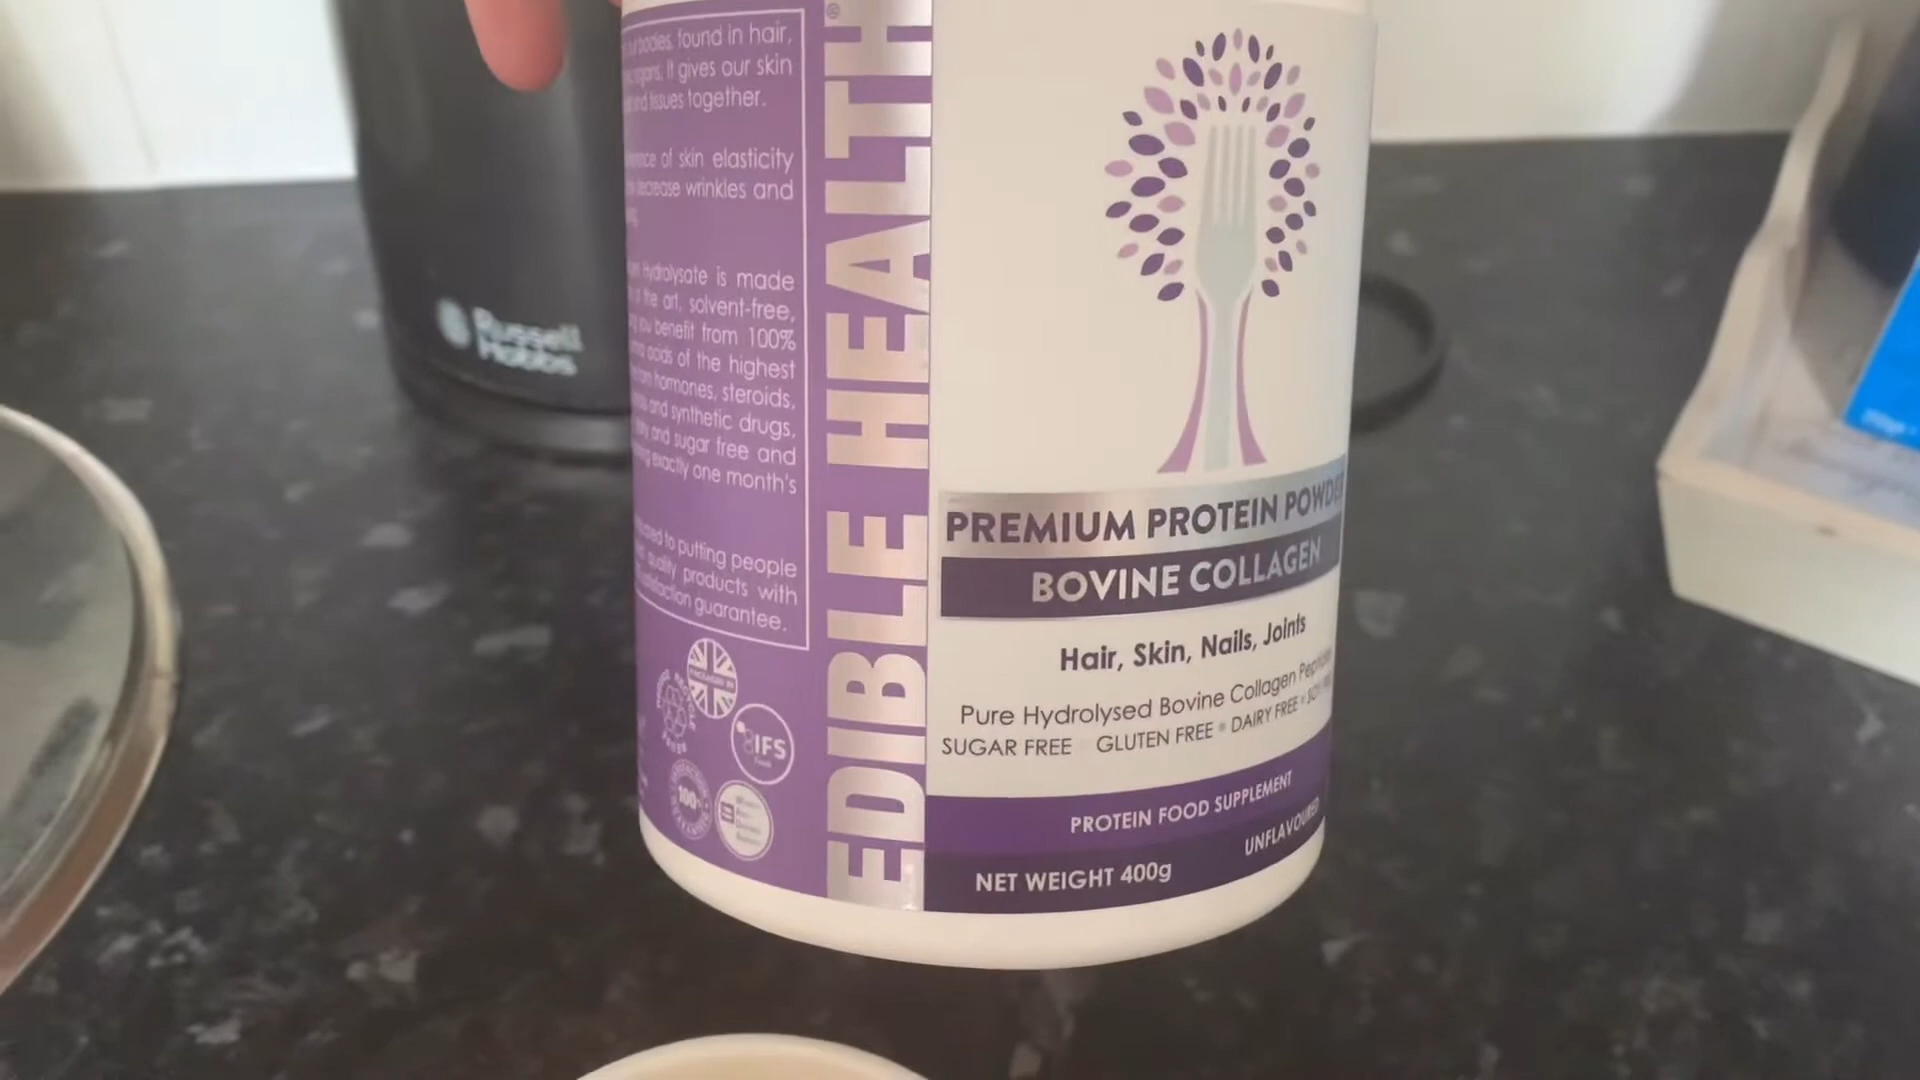 bodies, found in hair,
organs. It gives our skin
and tissues together.
of skin elasticity
decrease wrinkles and
Hydrolysate is made
the art, solvent-free,
you benefit from 100%
acids of the highest
hormones, steroids,
and synthetic drugs,
and sugar free and
exactly one month's
to putting people
quality products with
guarantee.
IFS
100%
EDIBLE HEALTH®
PREMIUM PROTEIN POWDER
BOVINE COLLAGEN
Hair, Skin, Nails, Joints
Pure Hydrolysed Bovine Collagen
SUGAR FREE GLUTEN FREE • DAIRY FREE •
PROTEIN FOOD SUPPLEMENT
UNFLAVOURED
NET WEIGHT 400g
Russell
Hobbs